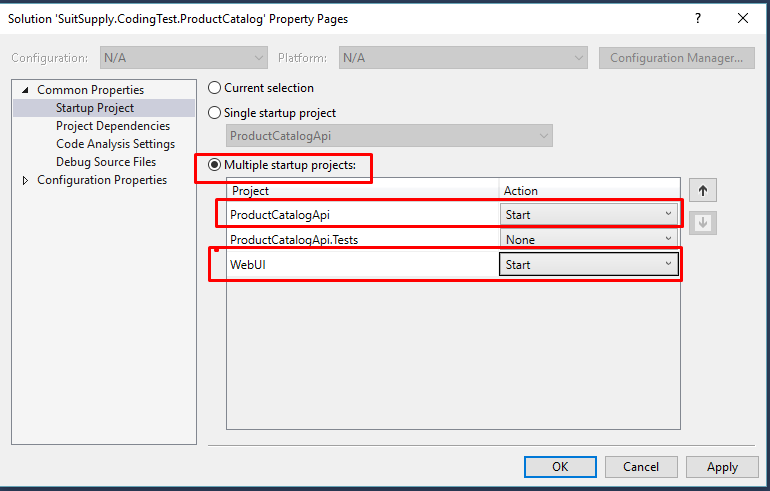 Solution 'SuitSupply.CodingTest.ProductCatalog' Property Pages
Configuration: N/A Platform: N/A Configuration Manager...
Common Properties
Startup Project
Project Dependencies
Code Analysis Settings
Debug Source Files
Configuration Properties
Current selection
Single startup project
ProductCatalogApi
Multiple startup projects:
Project Action
ProductCatalogApi Start
ProductCatalogApi.Tests None
WebUI Start
OK Cancel Apply